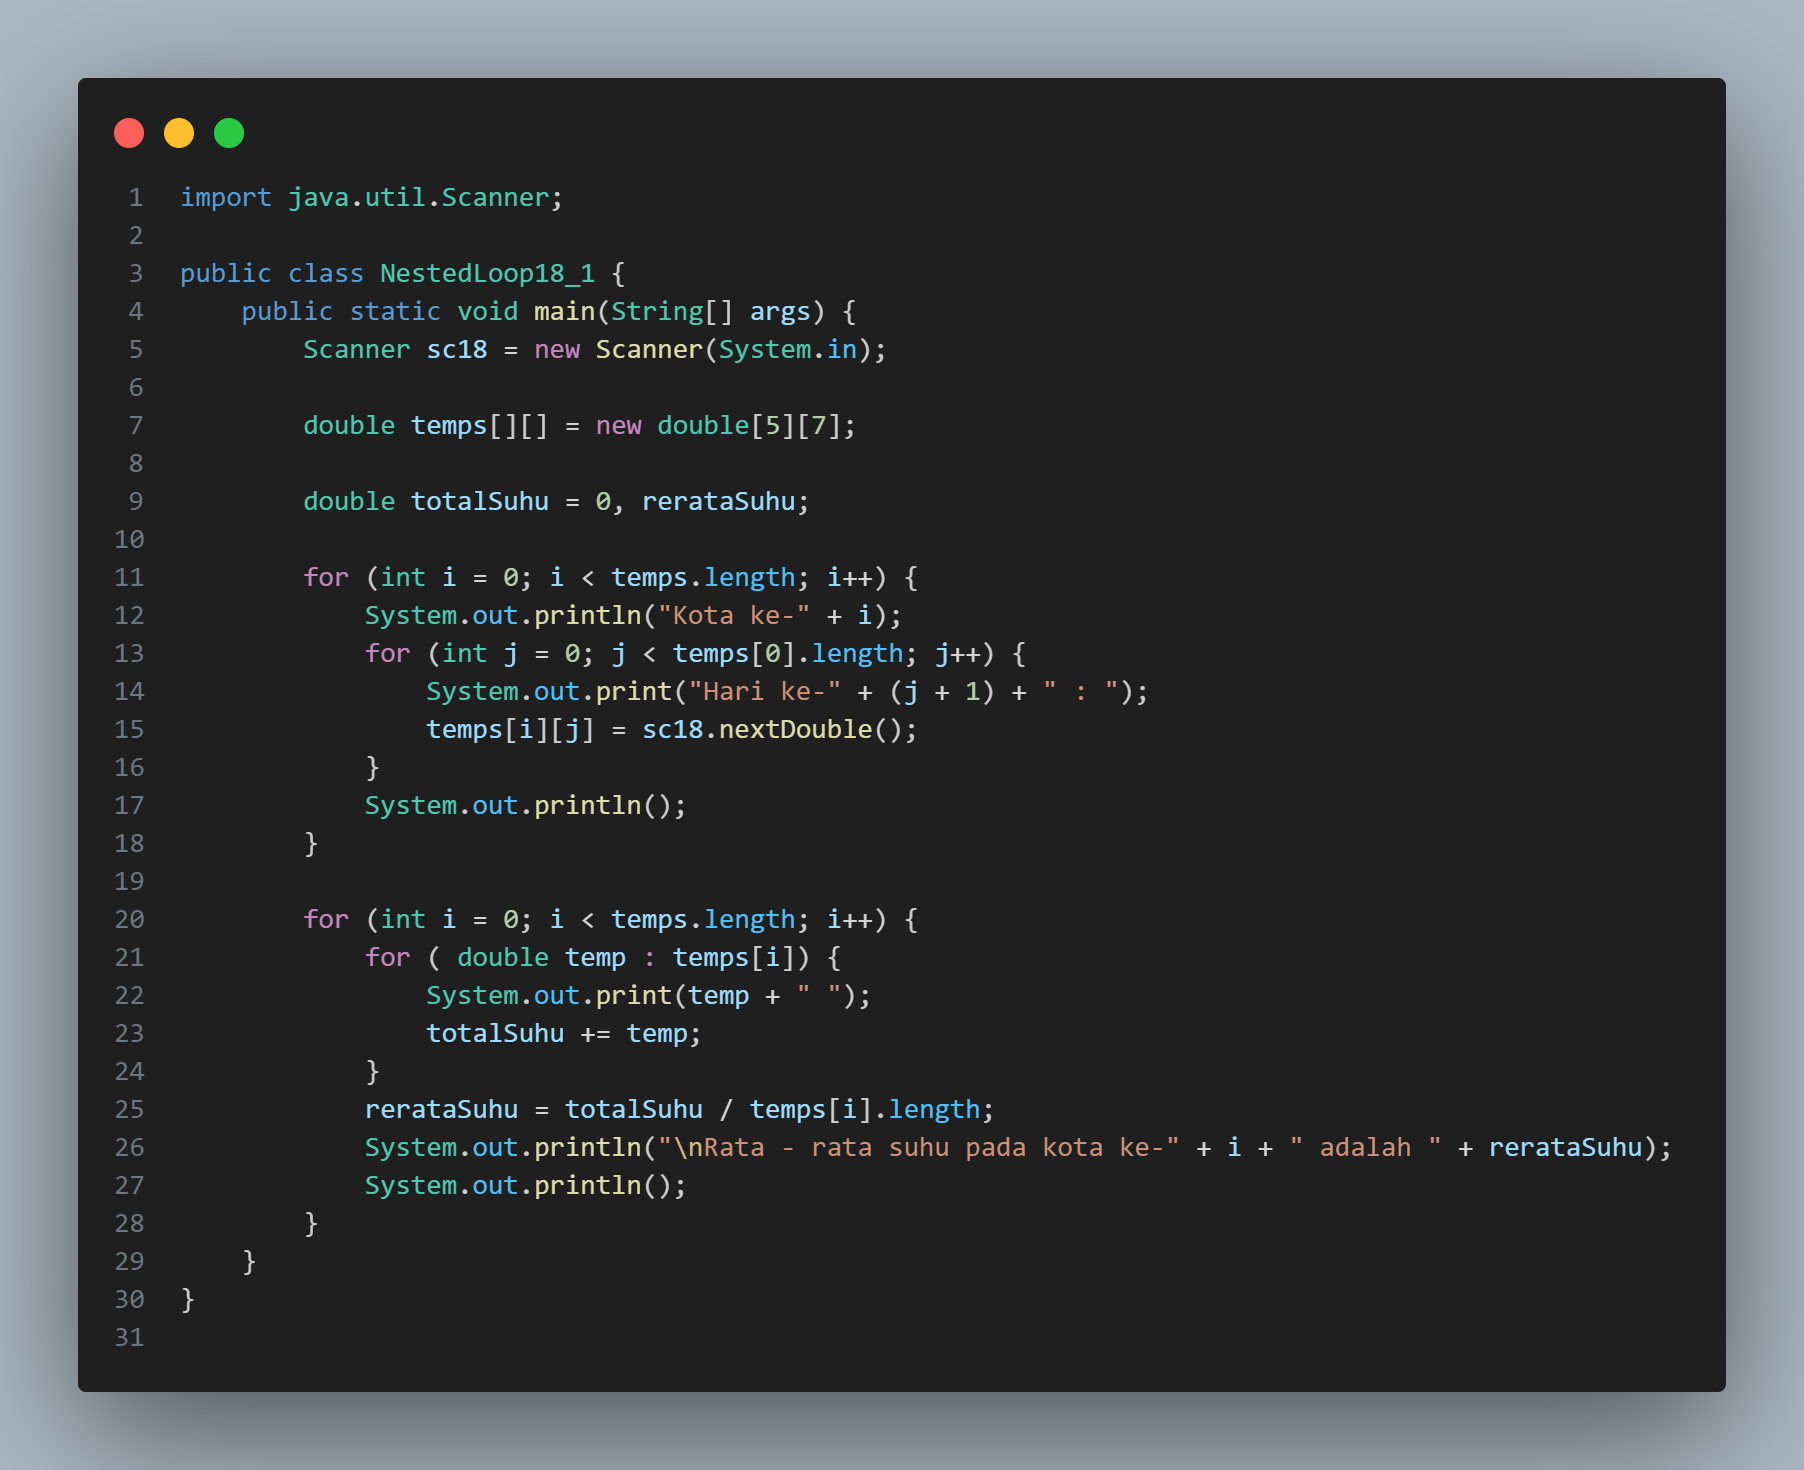 1 import java.util.Scanner;
2
3 public class NestedLoop18_1 {
4     public static void main(String[] args) {
5         Scanner sc18 = new Scanner(System.in);
6
7         double temps[][] = new double[5][7];
8
9         double totalSuhu = 0, rerataSuhu;
10
11         for (int i = 0; i < temps.length; i++) {
12             System.out.println("Kota ke-" + i);
13             for (int j = 0; j < temps[0].length; j++) {
14                 System.out.print("Hari ke-" + (j + 1) + " : ");
15                 temps[i][j] = sc18.nextDouble();
16             }
17             System.out.println();
18         }
19
20         for (int i = 0; i < temps.length; i++) {
21             for ( double temp : temps[i]) {
22                 System.out.print(temp + " ");
23                 totalSuhu += temp;
24             }
25             rerataSuhu = totalSuhu / temps[i].length;
26             System.out.println("\nRata - rata suhu pada kota ke-" + i + " adalah " + rerataSuhu);
27             System.out.println();
28         }
29     }
30 }
31